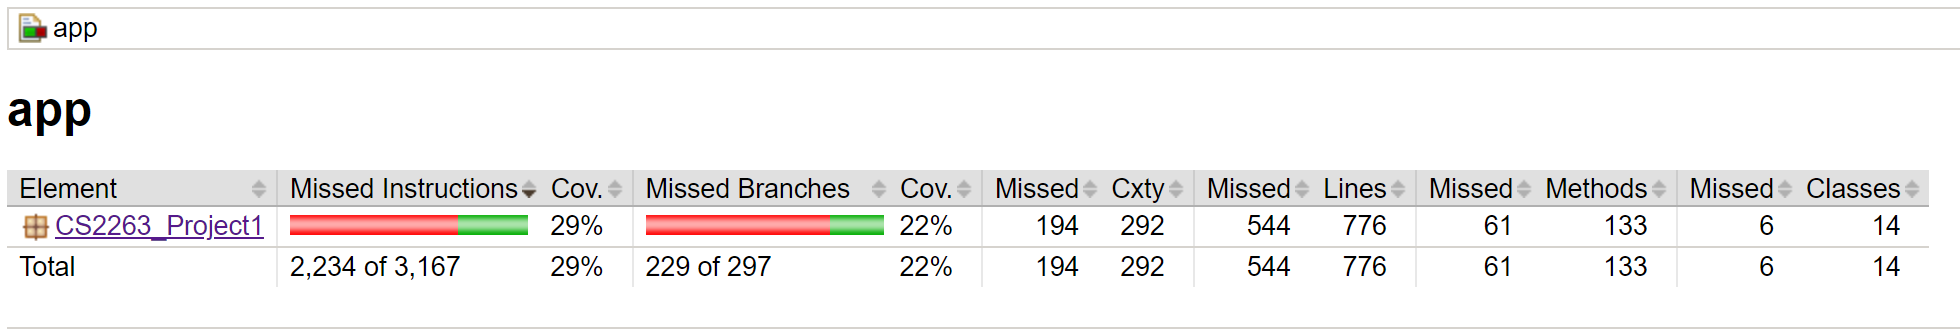 app
app
Element Missed Instructions Cov. Missed Branches Cov. Missed Cxty Missed Lines Missed Methods Missed Classes
CS2263_Project1 29% 22% 194 292 544 776 61 133 6 14
Total 2,234 of 3,167 29% 229 of 297 22% 194 292 544 776 61 133 6 14